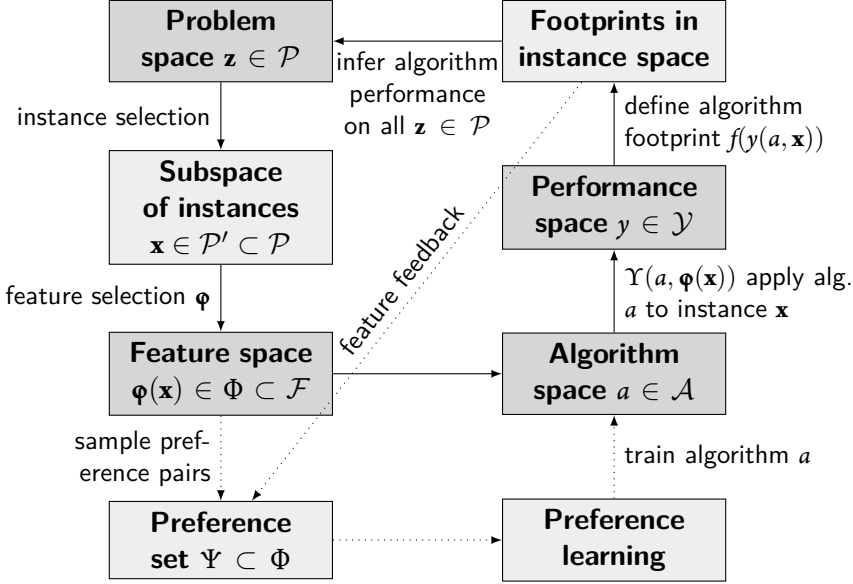 Problem
space z ∈ 𝒫
Footprints in
instance space
infer algorithm
performance
on all z ∈ 𝒫
instance selection
define algorithm
footprint f(y(a, x))
Subspace
of instances
x ∈ 𝒫′ ⊂ 𝒫
Performance
space y ∈ 𝒴
feature feedback
feature selection φ
Υ(a, φ(x)) apply alg.
a to instance x
Feature space
φ(x) ∈ Φ ⊂ ℱ
Algorithm
space a ∈ 𝒜
sample pref-
erence pairs
train algorithm a
Preference
set Ψ ⊂ Φ
Preference
learning